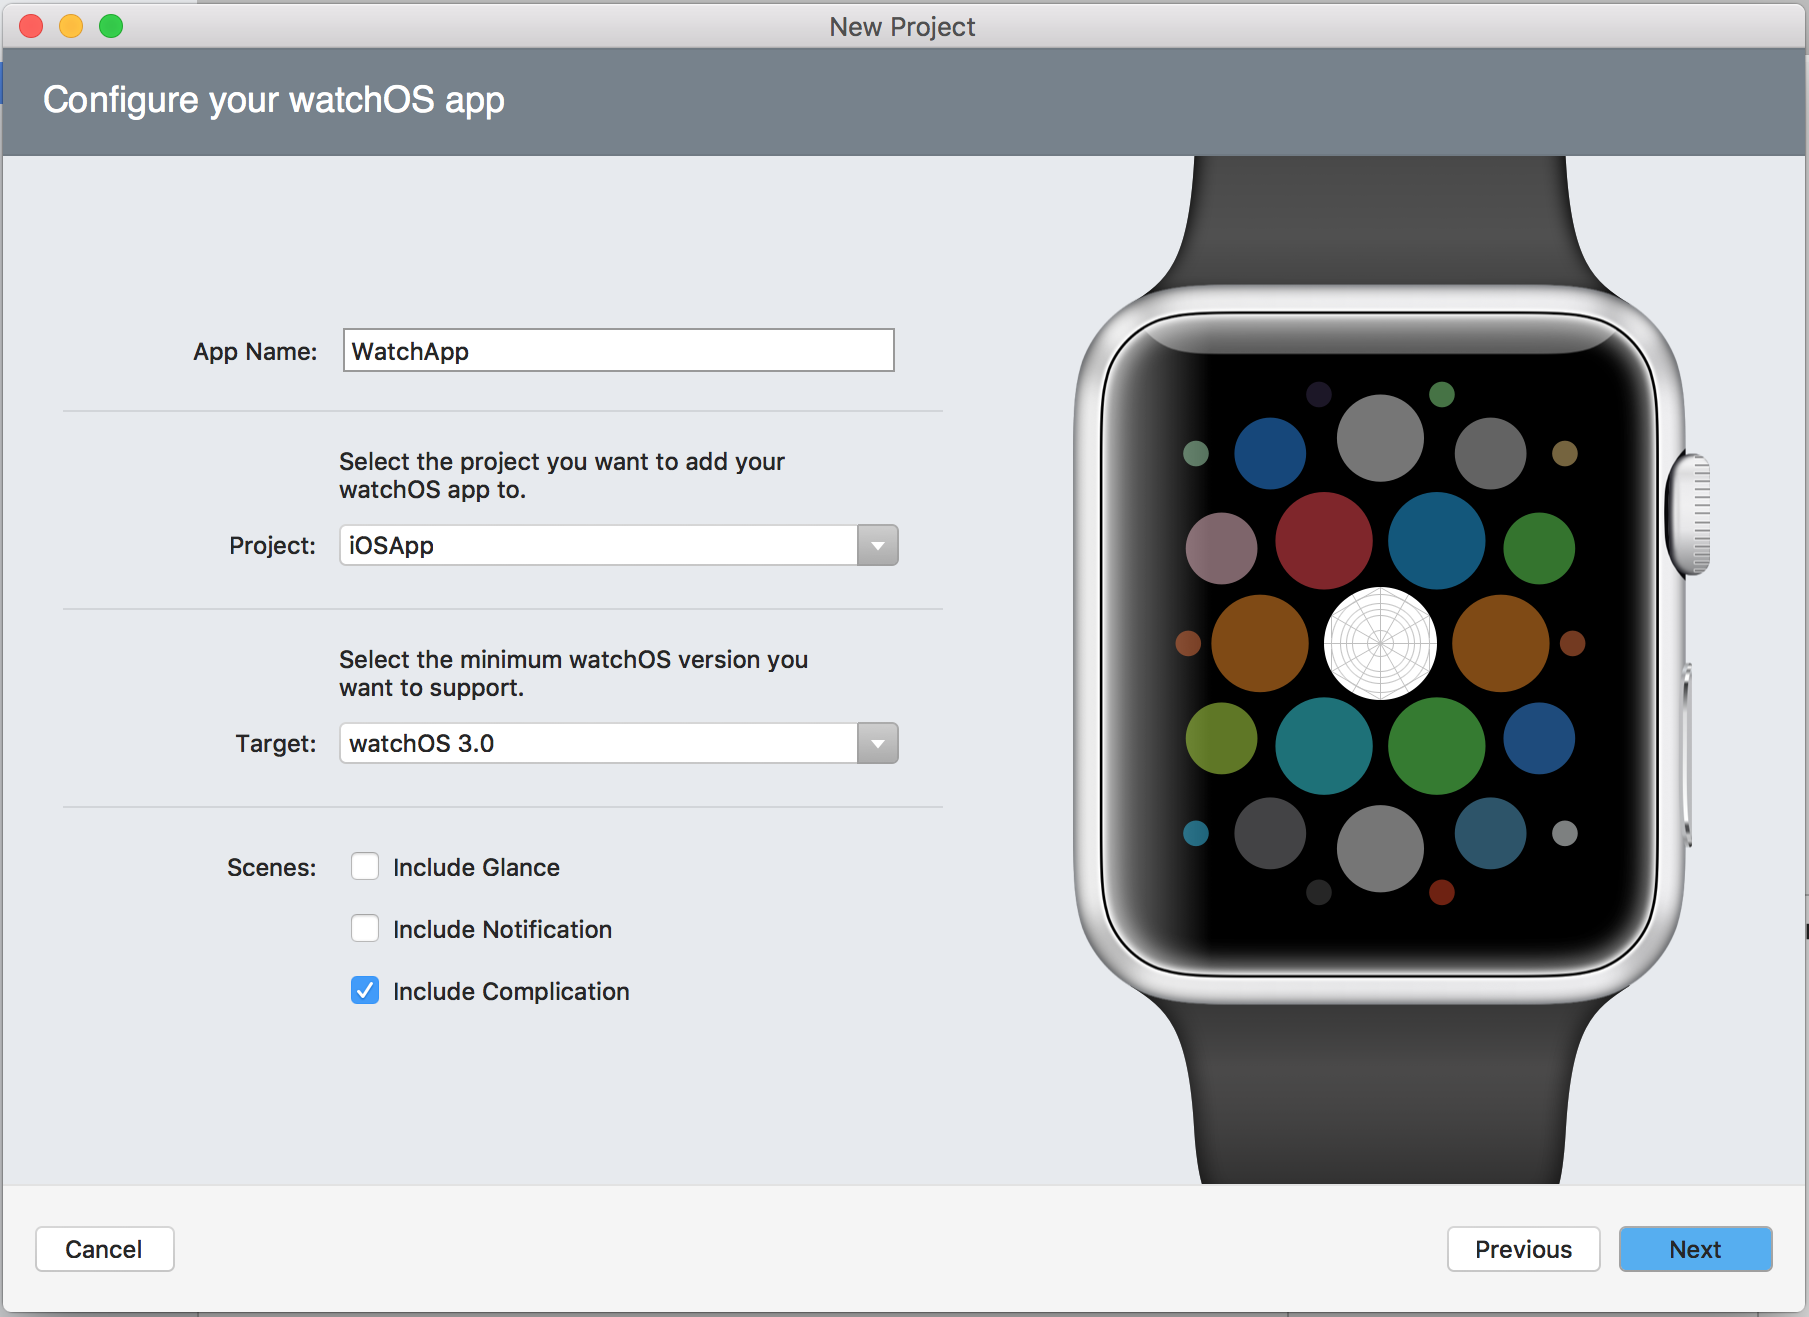 New Project
Configure your watchOS app
App Name:
WatchApp
Select the project you want to add your
watchOS app to.
Project:
iOSApp
Select the minimum watchOS version you
want to support.
Target:
watchOS 3.0
Scenes:
Include Glance
Include Notification
Include Complication
Cancel
Previous
Next